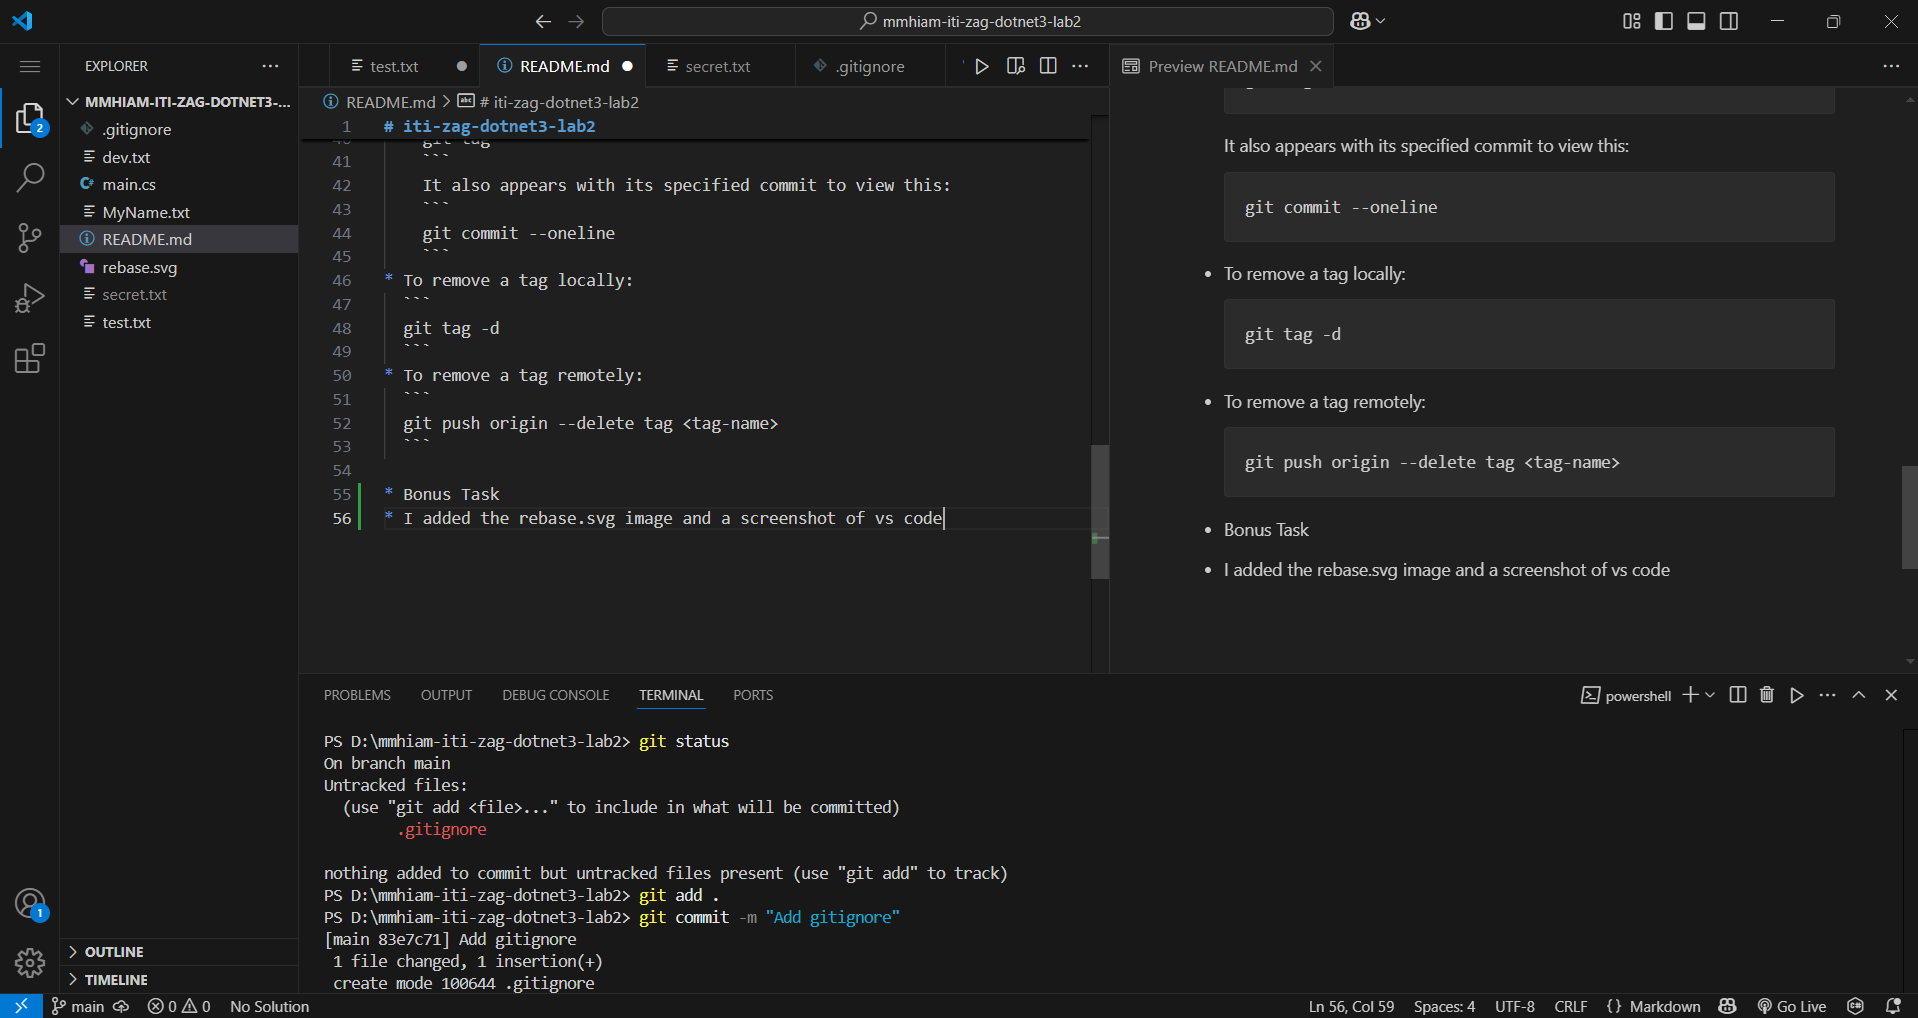 mmhiam-iti-zag-dotnet3-lab2
EXPLORER
MMHIAM-ITI-ZAG-DOTNET3-...
.gitignore
dev.txt
main.cs
MyName.txt
README.md
rebase.svg
secret.txt
test.txt
OUTLINE
TIMELINE
2
1
test.txt
README.md
secret.txt
.gitignore
README.md > # iti-zag-dotnet3-lab2
1 # iti-zag-dotnet3-lab2
40 git tag
41 ```
42 It also appears with its specified commit to view this:
43 ```
44 git commit --oneline
45 ```
46 * To remove a tag locally:
47 ```
48 git tag -d
49 ```
50 * To remove a tag remotely:
51 ```
52 git push origin --delete tag <tag-name>
53 ```
54
55 * Bonus Task
56 * I added the rebase.svg image and a screenshot of vs code
Preview README.md
It also appears with its specified commit to view this:
git commit --oneline
• To remove a tag locally:
git tag -d
• To remove a tag remotely:
git push origin --delete tag <tag-name>
• Bonus Task
• I added the rebase.svg image and a screenshot of vs code
PROBLEMS OUTPUT DEBUG CONSOLE TERMINAL PORTS
powershell
PS D:\mmhiam-iti-zag-dotnet3-lab2> git status
On branch main
Untracked files:
(use "git add <file>..." to include in what will be committed)
.gitignore
nothing added to commit but untracked files present (use "git add" to track)
PS D:\mmhiam-iti-zag-dotnet3-lab2> git add .
PS D:\mmhiam-iti-zag-dotnet3-lab2> git commit -m "Add gitignore"
[main 83e7c71] Add gitignore
1 file changed, 1 insertion(+)
create mode 100644 .gitignore
main 0 0 No Solution
Ln 56, Col 59 Spaces: 4 UTF-8 CRLF {} Markdown Go Live